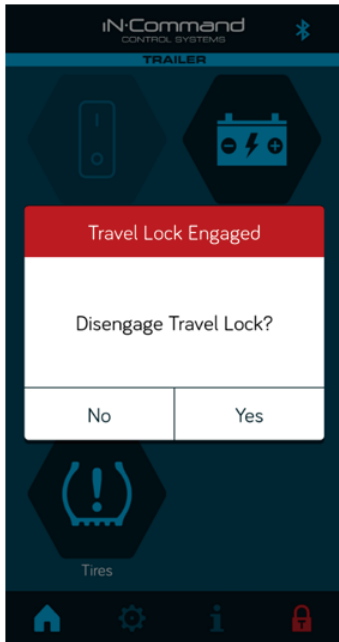 iN·Command
CONTROL SYSTEMS
TRAILER
Travel Lock Engaged
Disengage Travel Lock?
No
Yes
Tires